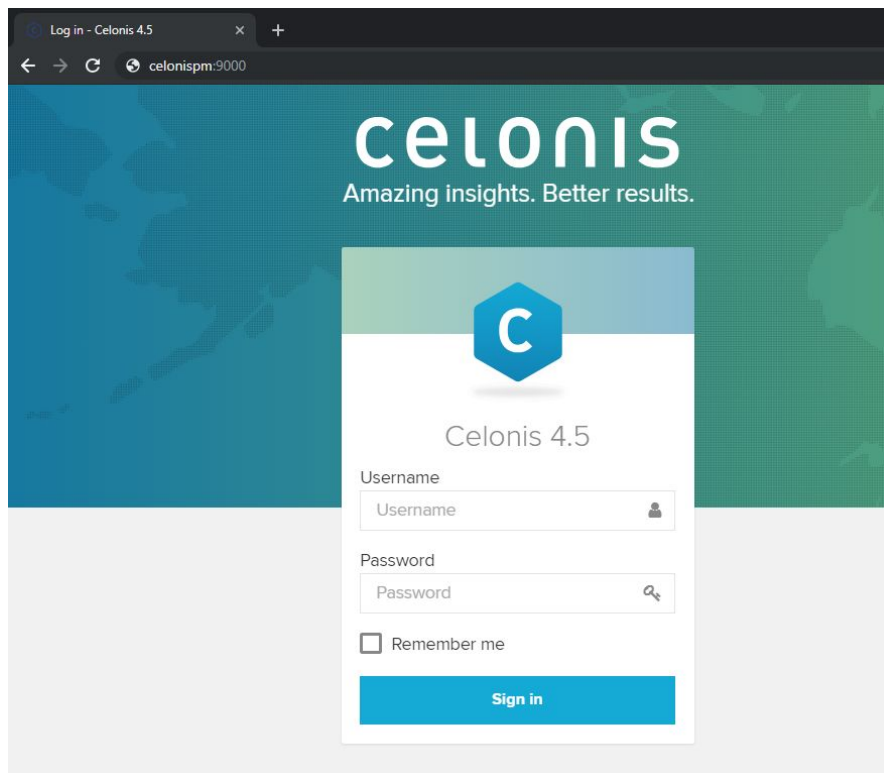 Log in - Celonis 4.5
celonispm:9000
celonis
Amazing insights. Better results.
C
Celonis 4.5
Username
Username
Password
Password
Remember me
Sign in